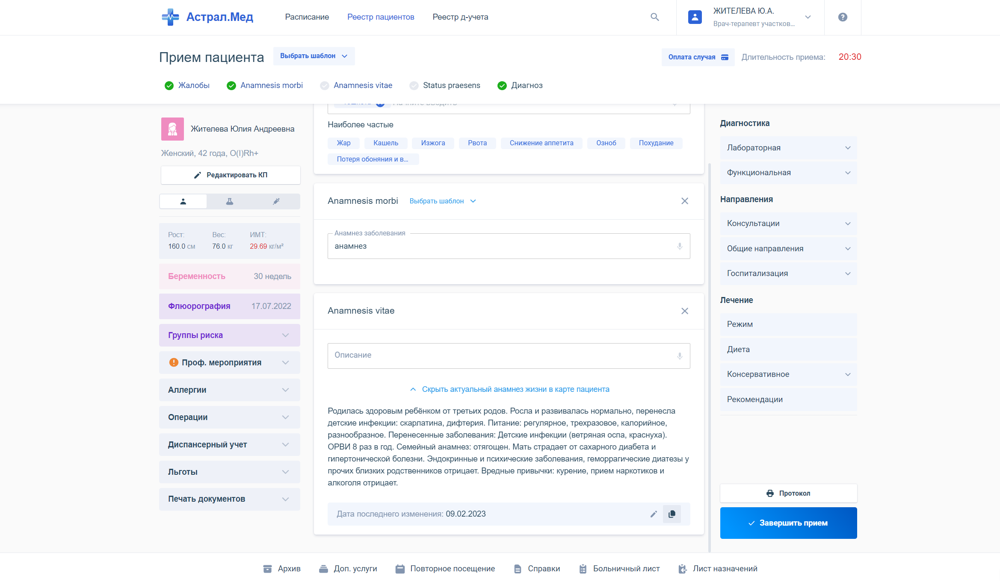 Астрал.Мед
Расписание
Реестр пациентов
Реестр д-учета
ЖИТЕЛЕВА Ю.А.
Врач-терапевт участков...
Прием пациента
Выбрать шаблон
Оплата случая
Длительность приема:
20:30
Жалобы
Anamnesis morbi
Anamnesis vitae
Status praesens
Диагноз
Жителева Юлия Андреевна
Женский, 42 года, O(I)Rh+
Редактировать КП
Рост:
Вес:
ИМТ:
160.0 см
76.0 кг
29.69 кг/м²
Беременность
30 недель
Флюорография
17.07.2022
Группы риска
Проф. мероприятия
Аллергии
Операции
Диспансерный учет
Льготы
Печать документов
Начните вводить
Наиболее частые
Жар
Кашель
Изжога
Рвота
Снижение аппетита
Озноб
Похудание
Потеря обоняния и в...
Anamnesis morbi
Выбрать шаблон
Анамнез заболевания
анамнез
Anamnesis vitae
Описание
Скрыть актуальный анамнез жизни в карте пациента
Родилась здоровым ребёнком от третьих родов. Росла и развивалась нормально, перенесла
детские инфекции: скарлатина, дифтерия. Питание: регулярное, трехразовое, калорийное,
разнообразное. Перенесенные заболевания: Детские инфекции (ветряная оспа, краснуха).
ОРВИ 8 раз в год. Семейный анамнез: отягощен. Мать страдает от сахарного диабета и
гипертонической болезни. Эндокринные и психические заболевания, геморрагические диатезы у
прочих близких родственников отрицает. Вредные привычки: курение, прием наркотиков и
алкоголя отрицает.
Дата последнего изменения: 09.02.2023
Диагностика
Лабораторная
Функциональная
Направления
Консультации
Общие направления
Госпитализация
Лечение
Режим
Диета
Консервативное
Рекомендации
Протокол
Завершить прием
Архив
Доп. услуги
Повторное посещение
Справки
Больничный лист
Лист назначений